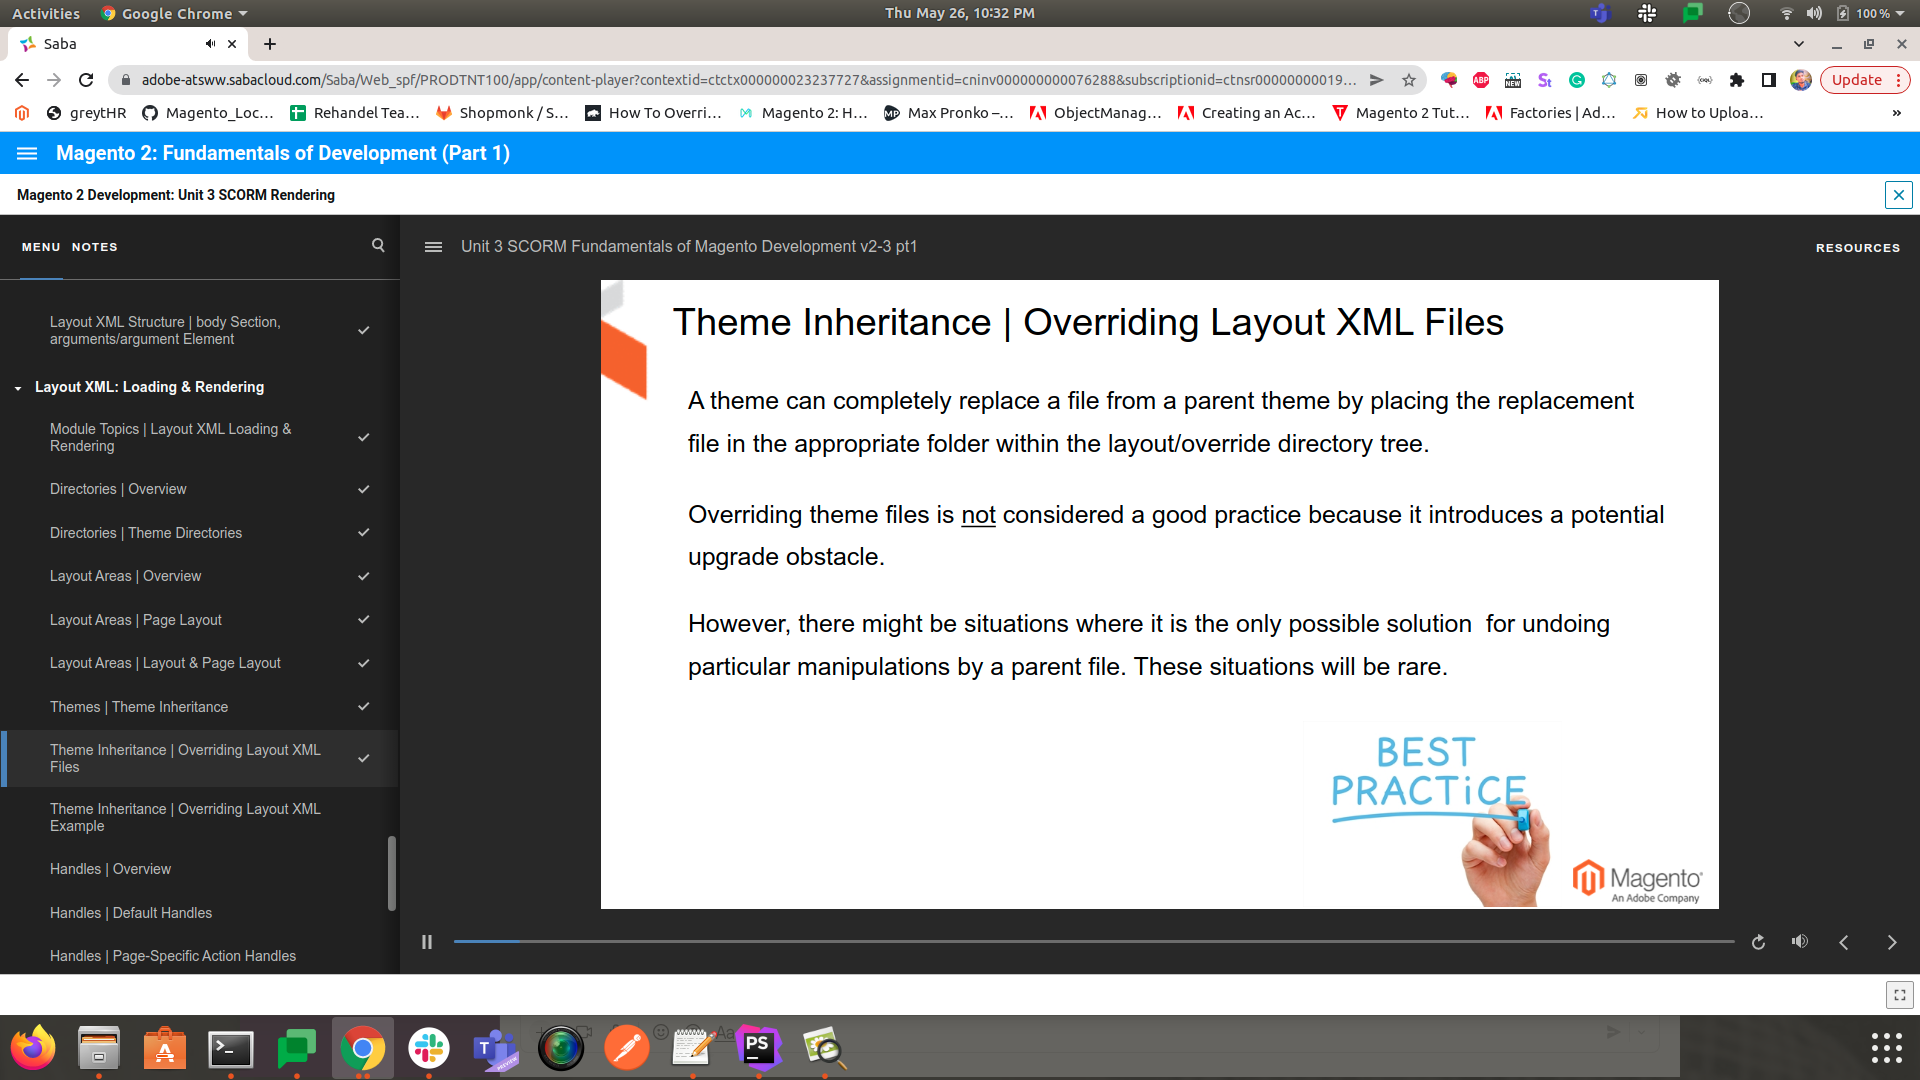 Activities
Google Chrome
Thu May 26, 10:32 PM
100 %
Saba
adobe-atsww.sabacloud.com/Saba/Web_spf/PRODTNT100/app/content-player?contextid=ctctx000000023237727&assignmentid=cninv000000000076288&subscriptionid=ctnsr00000000019...
ABP
NEW
St
Update
greytHR
Magento_Loc...
Rehandel Tea...
Shopmonk / S...
How To Overri...
Magento 2: H...
Max Pronko –...
ObjectManag...
Creating an Ac...
Magento 2 Tut...
Factories | Ad...
How to Uploa...
»
Magento 2: Fundamentals of Development (Part 1)
Magento 2 Development: Unit 3 SCORM Rendering
MENU
NOTES
Unit 3 SCORM Fundamentals of Magento Development v2-3 pt1
RESOURCES
Layout XML Structure | body Section,
arguments/argument Element
Layout XML: Loading & Rendering
Module Topics | Layout XML Loading &
Rendering
Directories | Overview
Directories | Theme Directories
Layout Areas | Overview
Layout Areas | Page Layout
Layout Areas | Layout & Page Layout
Themes | Theme Inheritance
Theme Inheritance | Overriding Layout XML
Files
Theme Inheritance | Overriding Layout XML
Example
Handles | Overview
Handles | Default Handles
Handles | Page-Specific Action Handles
Theme Inheritance | Overriding Layout XML Files
A theme can completely replace a file from a parent theme by placing the replacement
file in the appropriate folder within the layout/override directory tree.
Overriding theme files is not considered a good practice because it introduces a potential
upgrade obstacle.
However, there might be situations where it is the only possible solution  for undoing
particular manipulations by a parent file. These situations will be rare.
BEST
PRACTiCE
Magento
An Adobe Company
PS